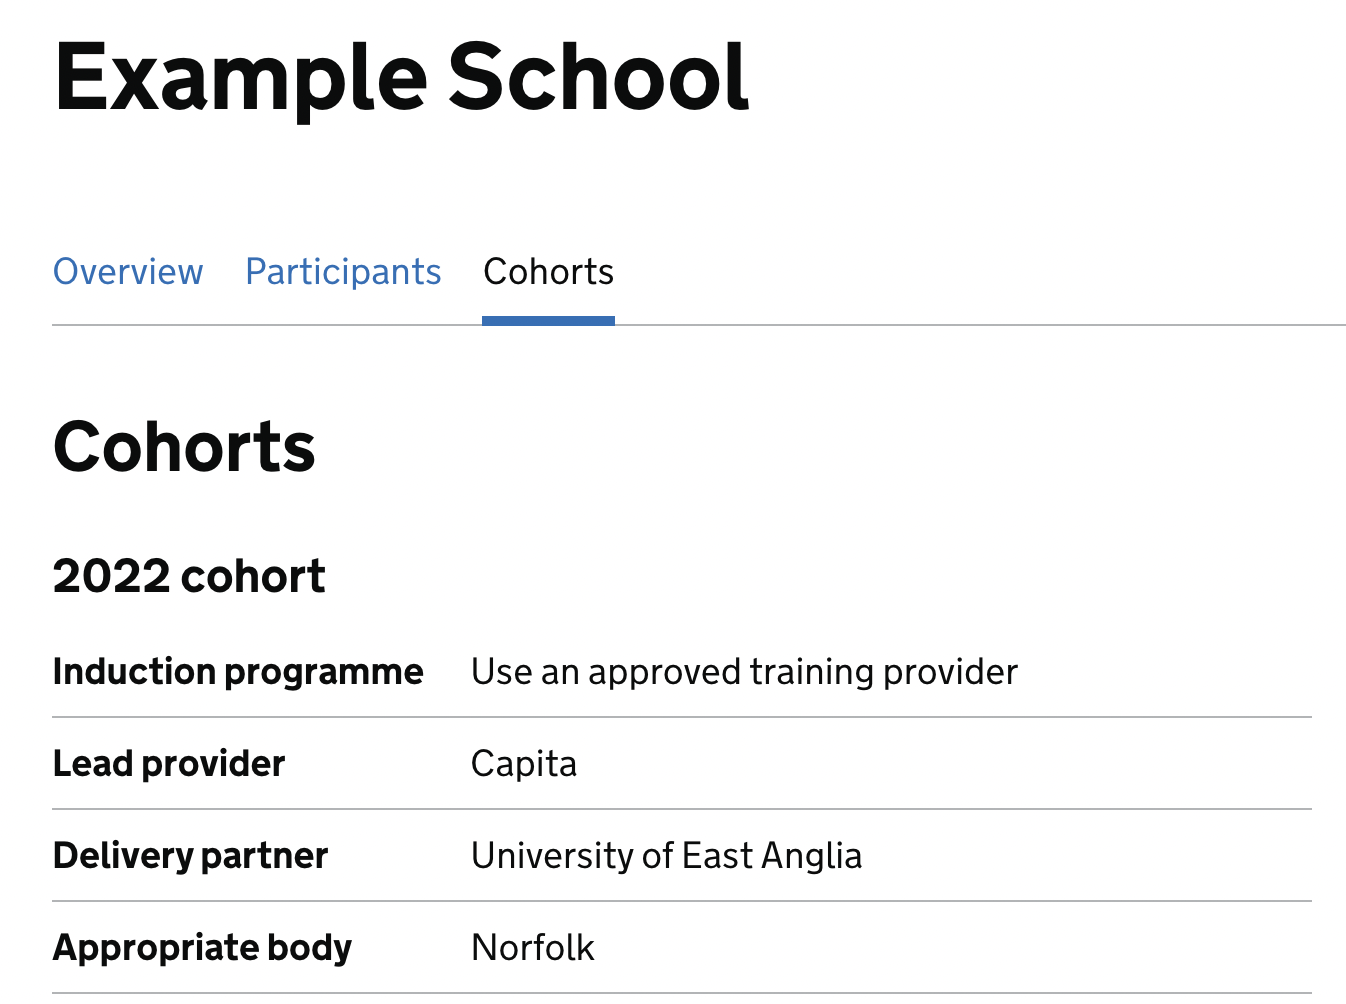 Example School
Overview Participants Cohorts
Cohorts
2022 cohort
Induction programme Use an approved training provider
Lead provider Capita
Delivery partner University of East Anglia
Appropriate body Norfolk